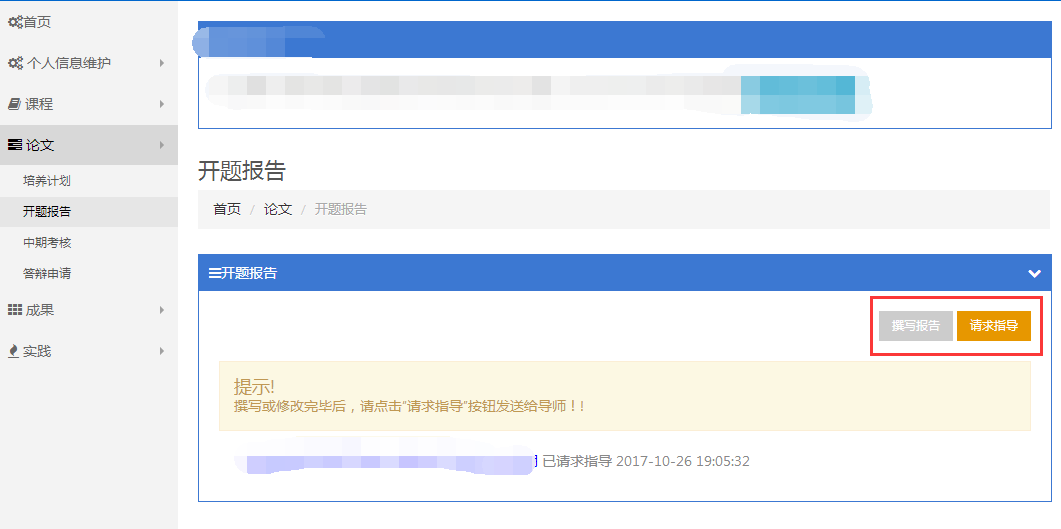 首页
个人信息维护
课程
论文
培养计划
开题报告
中期考核
答辩申请
成果
实践
开题报告
首页 / 论文 / 开题报告
开题报告
撰写报告 请求指导
提示!
撰写或修改完毕后，请点击"请求指导"按钮发送给导师！!
已请求指导 2017-10-26 19:05:32